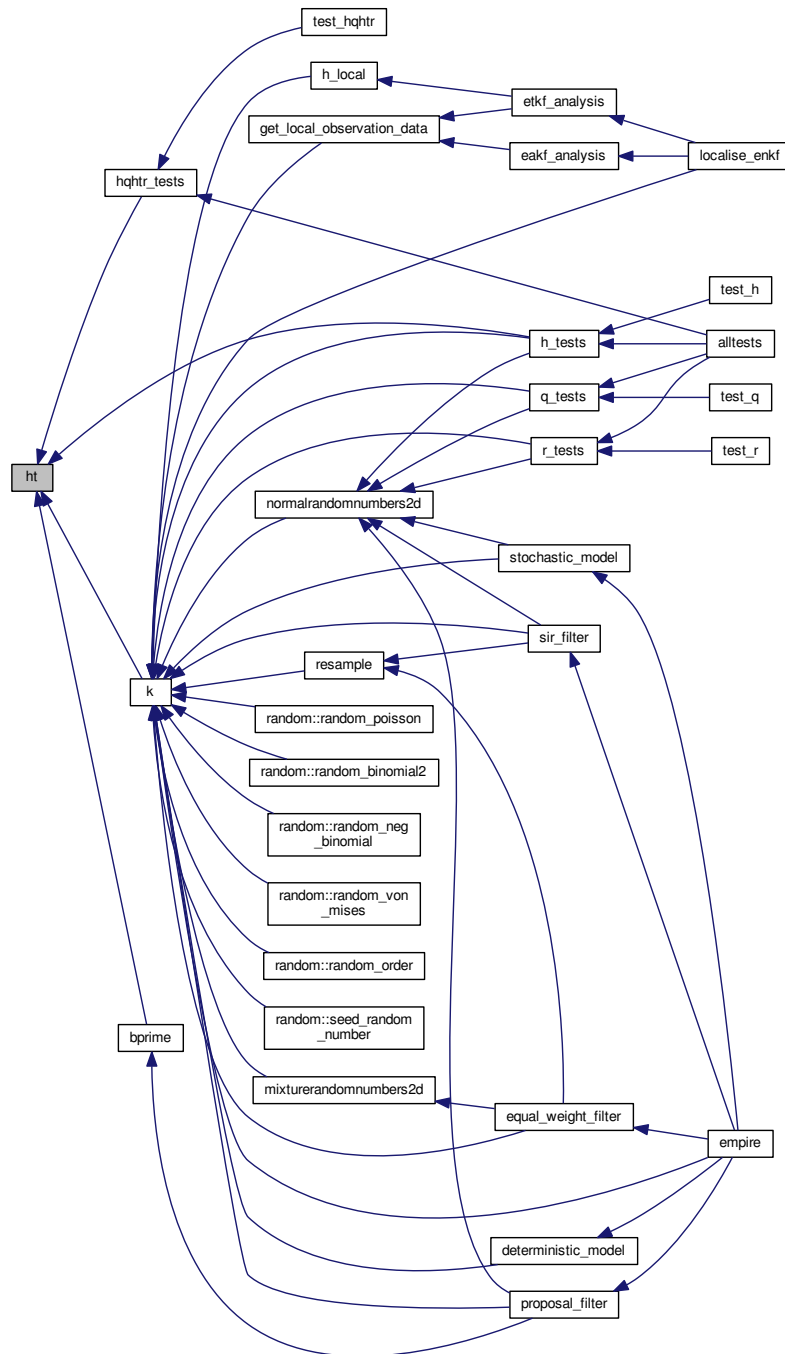 test_hqhtr
h_local
etkf_analysis
get_local_observation_data
eakf_analysis
localise_enkf
hqhtr_tests
test_h
h_tests
alltests
q_tests
test_q
r_tests
test_r
ht
normalrandomnumbers2d
stochastic_model
sir_filter
resample
k
random::random_poisson
random::random_binomial2
random::random_neg
_binomial
random::random_von
_mises
random::random_order
random::seed_random
_number
bprime
mixturerandomnumbers2d
equal_weight_filter
empire
deterministic_model
proposal_filter